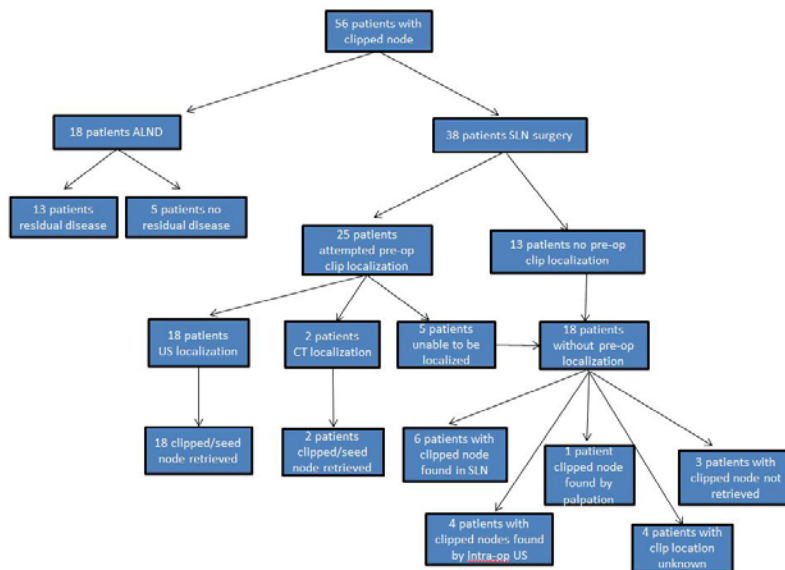 56 patients with
clipped node
18 patients ALND
38 patients SLN surgery
13 patients
residual disease
5 patients no
residual disease
25 patients
attempted pre-op
clip localization
13 patients no pre-op
clip localization
18 patients
US localization
2 patients
CT localization
5 patients
unable to be
localized
18 patients
without pre-op
localization
18 clipped/seed
node retrieved
2 patients
clipped/seed
node retrieved
6 patients with
clipped node
found in SLN
1 patient
clipped node
found by
palpation
3 patients with
clipped node not
retrieved
4 patients with
clipped nodes found
by Intra-op US
4 patients with
clip location
unknown